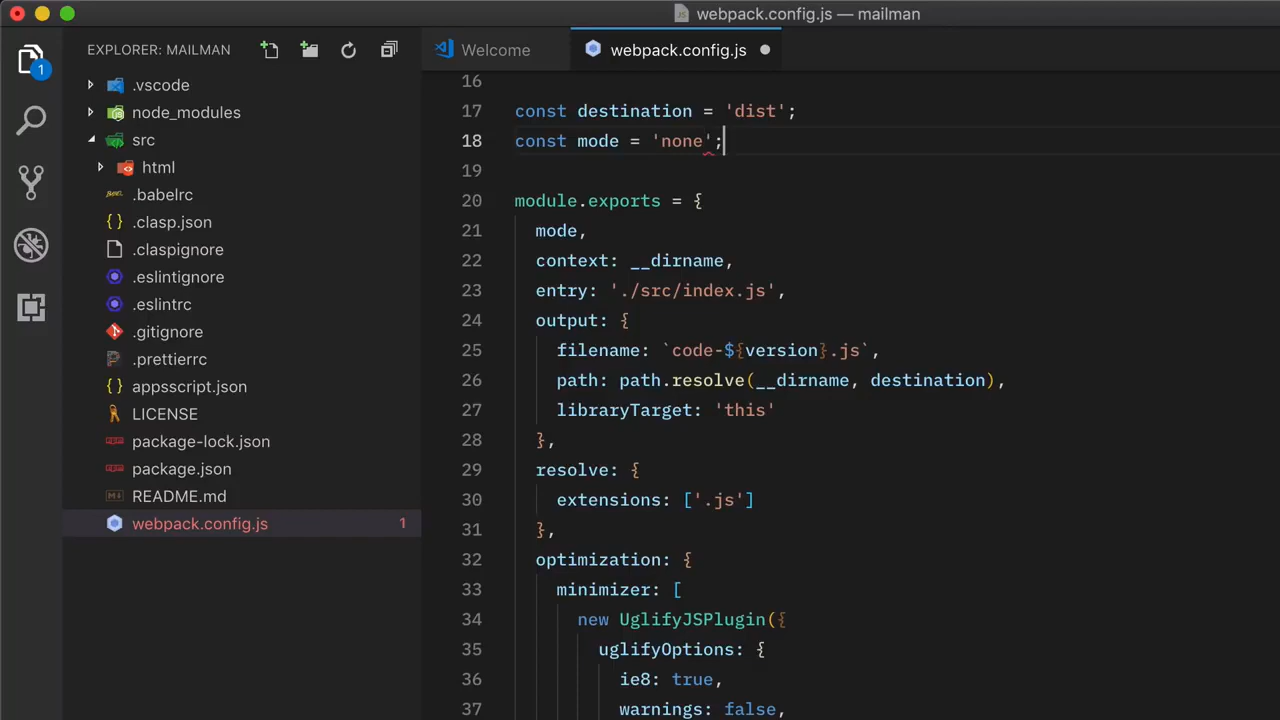 webpack.config.js — mailman
EXPLORER: MAILMAN
Welcome
webpack.config.js
1
.vscode
node_modules
src
html
.babelrc
.clasp.json
.claspignore
.eslintignore
.eslintrc
.gitignore
.prettierrc
appsscript.json
LICENSE
package-lock.json
package.json
README.md
webpack.config.js 1
16
17 const destination = 'dist';
18 const mode = 'none';
19
20 module.exports = {
21 mode,
22 context: __dirname,
23 entry: './src/index.js',
24 output: {
25 filename: `code-${version}.js`,
26 path: path.resolve(__dirname, destination),
27 libraryTarget: 'this'
28 },
29 resolve: {
30 extensions: ['.js']
31 },
32 optimization: {
33 minimizer: [
34 new UglifyJSPlugin({
35 uglifyOptions: {
36 ie8: true,
37 warnings: false,